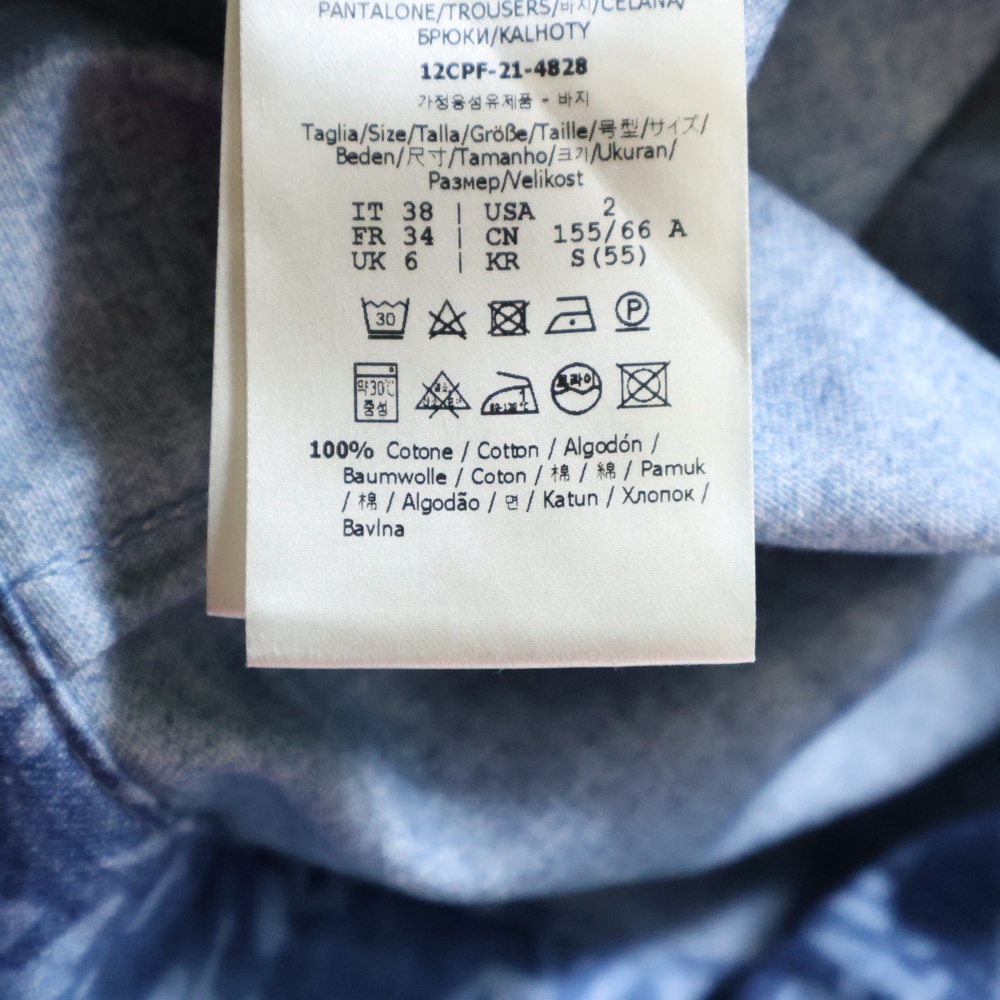 PANTALONE/TROUSERS/바지/CELANA/
БРЮКИ/KALHOTY
12CPF-21-4828
가정용섬유제품 - 바지
Taglia/Size/Talla/Größe/Taille/号型/サイズ/
Beden/尺寸/Tamanho/크기/Ukuran/
Размер/Velikost
IT 38 | USA 2
FR 34 | CN 155/66 A
UK 6 | KR S(55)
30 P
약30℃ 중성 80-120℃ 드라이
100% Cotone / Cotton / Algodón /
Baumwolle / Coton / 棉 / 綿 / Pamuk
/ 棉 / Algodão / 면 / Katun / Хлопок /
Bavlna